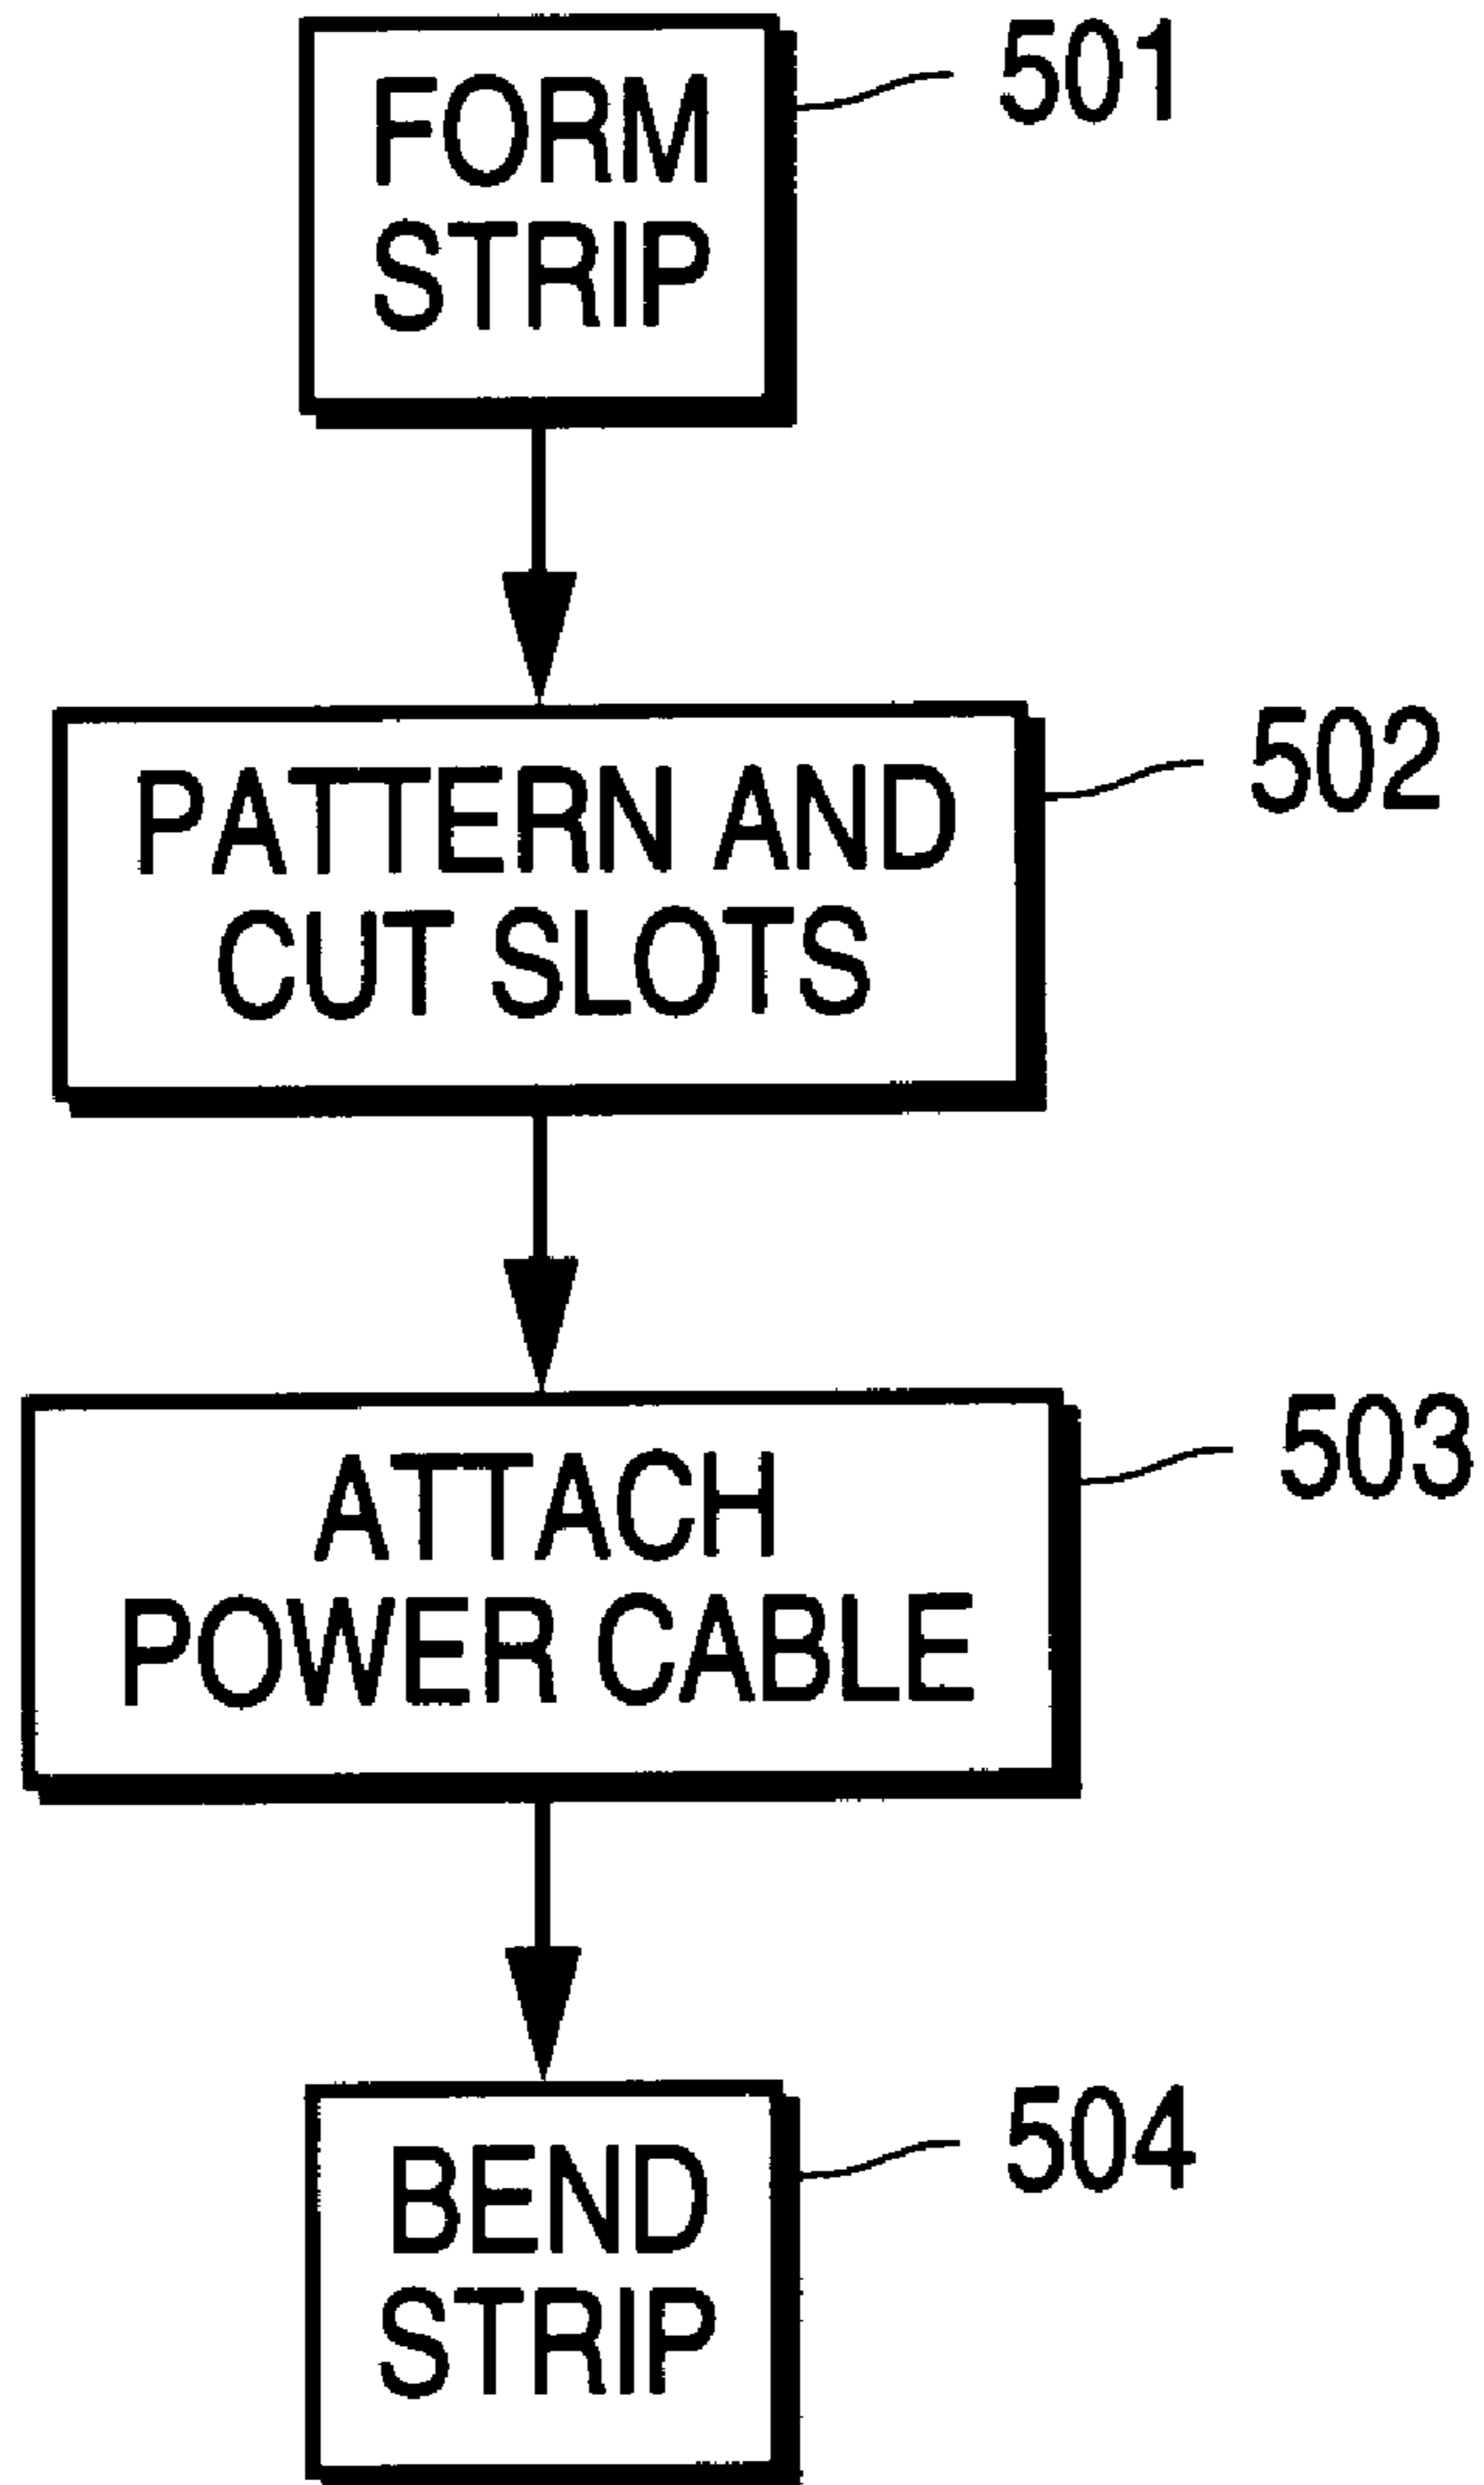 FORM
STRIP
501
PATTERN AND
CUT SLOTS
502
ATTACH
POWER CABLE
503
BEND
STRIP
504